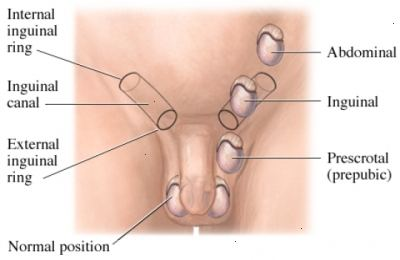 Internal
inguinal
ring
Inguinal
canal
External
inguinal
ring
Normal position
Abdominal
Inguinal
Prescrotal
(prepubic)